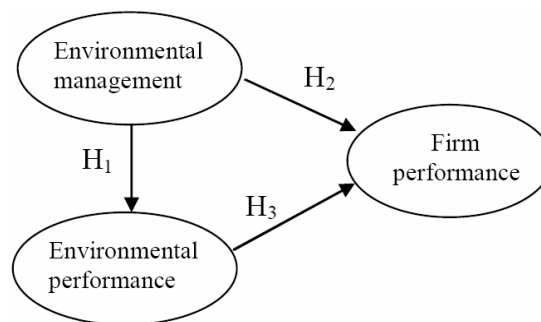 Environmental
management
H₂
Firm
performance
H₁
H₃
Environmental
performance